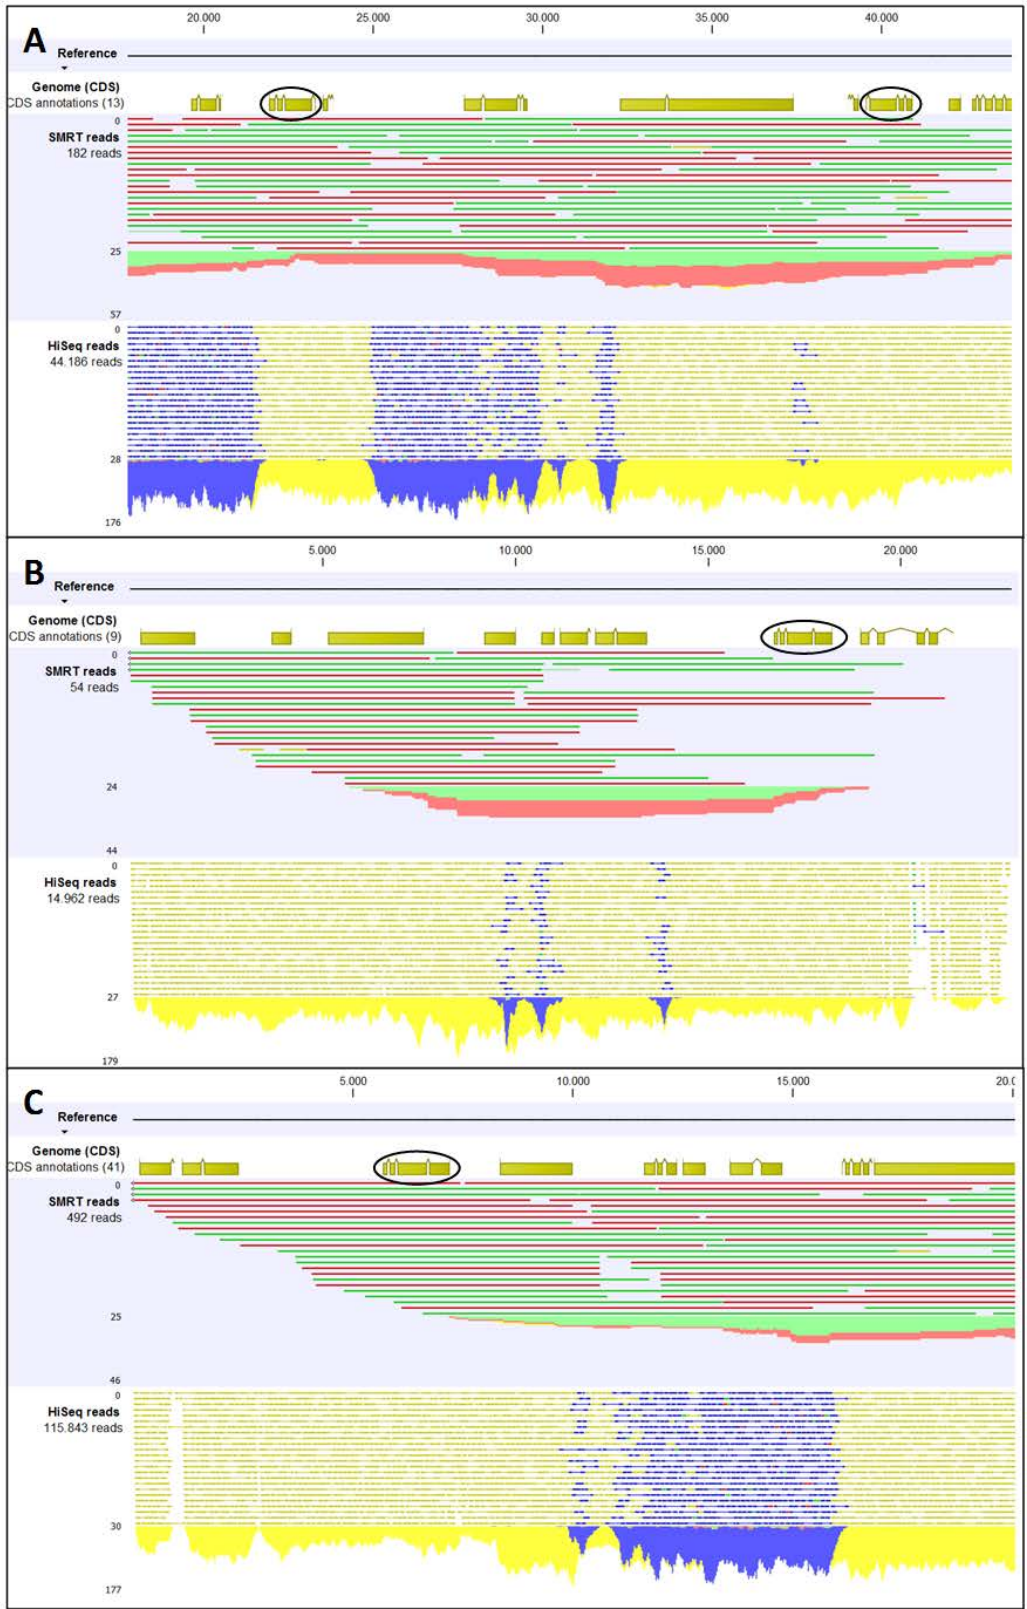 20.000 25.000 30.000 35.000 40.000
A
Reference
Genome (CDS)
CDS annotations (13)
0
SMRT reads
182 reads
25
57
0
HiSeq reads
44.186 reads
28
176
5.000 10.000 15.000 20.000
B
Reference
Genome (CDS)
CDS annotations (9)
0
SMRT reads
54 reads
24
44
0
HiSeq reads
14.962 reads
27
179
5.000 10.000 15.000 20.0
C
Reference
Genome (CDS)
CDS annotations (41)
0
SMRT reads
492 reads
25
46
0
HiSeq reads
115.843 reads
30
177